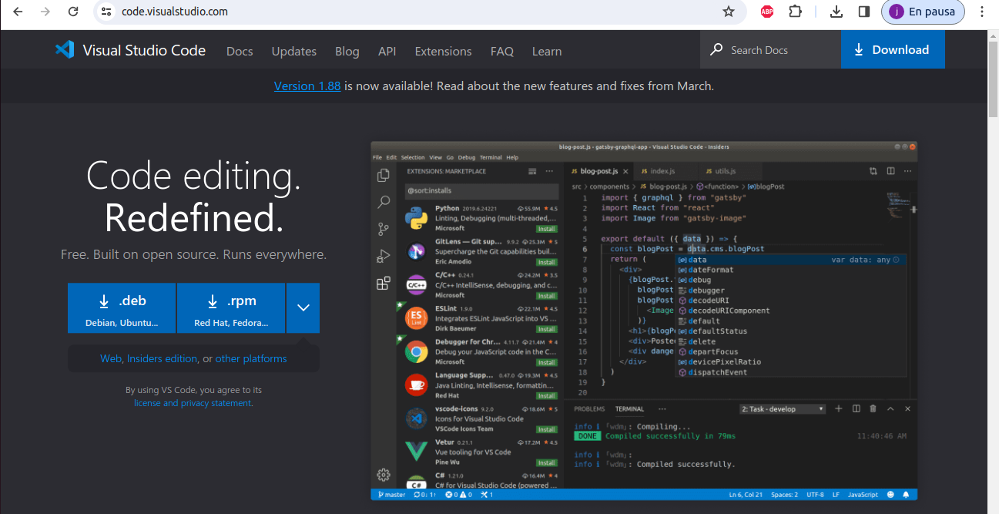 code.visualstudio.com
ABP
j En pausa
Visual Studio Code Docs Updates Blog API Extensions FAQ Learn Search Docs Download
Version 1.88 is now available! Read about the new features and fixes from March.
Code editing.
Redefined.
Free. Built on open source. Runs everywhere.
.deb
Debian, Ubuntu...
.rpm
Red Hat, Fedora...
Web, Insiders edition, or other platforms
By using VS Code, you agree to its
license and privacy statement.
blog-post.js - gatsby-graphql-app - Visual Studio Code - Insiders
File Edit Selection View Go Debug Terminal Help
EXTENSIONS: MARKETPLACE ···
@sort:installs
Python 2019.6.24221 55.9M ★ 4.5
Linting, Debugging (multi-threaded,...
Microsoft Install
GitLens — Git sup... 9.9.2 25.3M ★ 5
Supercharge the Git capabilities buil...
Eric Amodio Install
C/C++ 0.24.1 24.2M ★ 3.5
C/C++ IntelliSense, debugging, and c...
Microsoft Install
ESLint 1.9.0 22.1M ★ 4.5
Integrates ESLint JavaScript into VS ...
Dirk Baeumer Install
Debugger for Chr... 4.11.7 21.4M ★ 4
Debug your JavaScript code in the C...
Microsoft Install
Language Supp... 0.47.0 19.3M ★ 4.5
Java Linting, Intellisense, formattin...
Red Hat Install
vscode-icons 9.2.0 18.6M ★ 5
Icons for Visual Studio Code
VSCode Icons Team Install
Vetur 0.21.1 17.2M ★ 4.5
Vue tooling for VS Code
Pine Wu Install
C# 1.21.0 16.4M ★ 4
C# for Visual Studio Code (powered ...
C/C++
ES
Lint
C#
JS blog-post.js × JS index.js JS utils.js ···
src > components > JS blog-post.js > <function> > blogPost
1 import { graphql } from "gatsby"
2 import React from "react"
3 import Image from "gatsby-image"
4
5 export default ({ data }) => {
6 const blogPost = data.cms.blogPost
7 return (
8 <div>
9 {blogPost.
10 blogPost
11 blogPost
12 <Image
13 )}
14 <h1>{blogP
15 <div>Poste
16 <div dange
17 </div>
18 )
19 }
20
data var data: any
dateFormat
debug
debugger
decodeURI
decodeURIComponent
default
defaultStatus
delete
departFocus
devicePixelRatio
dispatchEvent
PROBLEMS TERMINAL ··· 2: Task - develop
info i ｢wdm｣: Compiling...
DONE Compiled successfully in 79ms 11:40:46 AM
info i ｢wdm｣:
info i ｢wdm｣: Compiled successfully.
master 0↓ 1↑ 0 0 1 Ln 6, Col 21 Spaces: 2 UTF-8 LF JavaScript